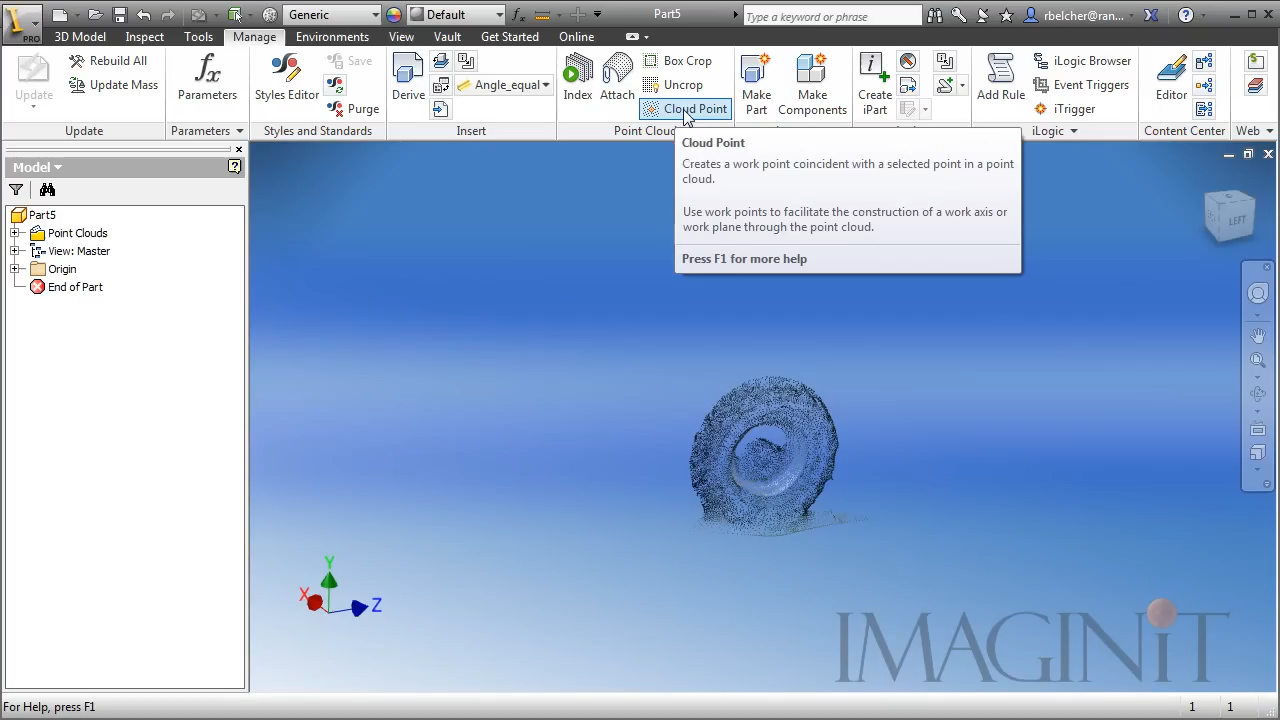 PRO
Generic
Default
fx
Part5
Type a keyword or phrase
rbelcher@ran...
3D Model
Inspect
Tools
Manage
Environments
View
Vault
Get Started
Online
Update
Rebuild All
Update Mass
Update
fx
Parameters
Parameters
Styles Editor
Save
Purge
Styles and Standards
Derive
Angle_equal
Insert
Index
Attach
Box Crop
Uncrop
Cloud Point
Point Clou
Make
Part
Make
Components
Create
iPart
Add Rule
iLogic Browser
Event Triggers
iTrigger
iLogic
Editor
Content Center
Web
Cloud Point
Creates a work point coincident with a selected point in a point
cloud.
Use work points to facilitate the construction of a work axis or
work plane through the point cloud.
Press F1 for more help
Model
Part5
Point Clouds
View: Master
Origin
End of Part
LEFT
Y
X
Z
IMAGINiT
For Help, press F1
1
1